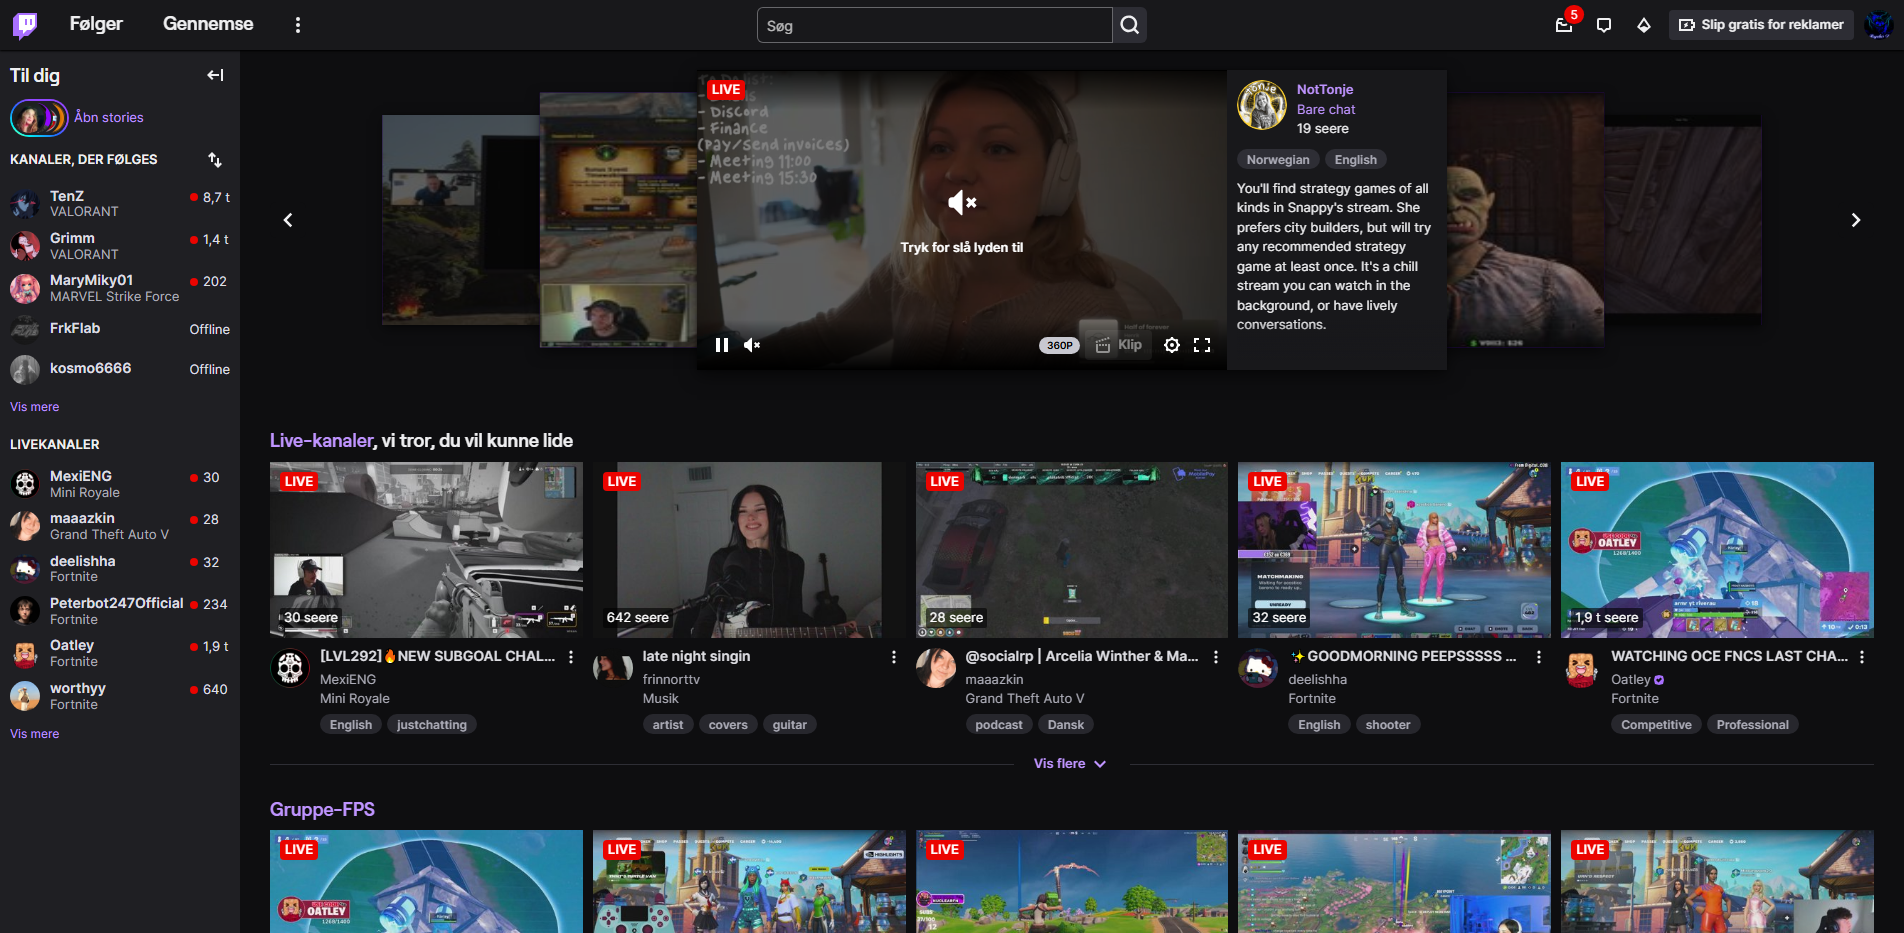 Følger
Gennemse
Søg
5
Slip gratis for reklamer
Til dig
Åbn stories
KANALER, DER FØLGES
TenZ
8,7 t
VALORANT
Grimm
1,4 t
VALORANT
MaryMiky01
202
MARVEL Strike Force
FrkFlab
Offline
kosmo6666
Offline
Vis mere
LIVEKANALER
MexiENG
30
Mini Royale
maaazkin
28
Grand Theft Auto V
deelishha
32
Fortnite
Peterbot247Official
234
Fortnite
Oatley
1,9 t
Fortnite
worthyy
640
Fortnite
Vis mere
LIVE
To Do list:
- Discord
- Finance
(Pay/Send invoices)
- Meeting 11:00
- Meeting 15:30
Tryk for slå lyden til
360P
Klip
NotTonje
Bare chat
19 seere
Norwegian
English
You'll find strategy games of all
kinds in Snappy's stream. She
prefers city builders, but will try
any recommended strategy
game at least once. It's a chill
stream you can watch in the
background, or have lively
conversations.
Live-kanaler, vi tror, du vil kunne lide
LIVE
30 seere
[LVL292]🔥NEW SUBGOAL CHAL...
MexiENG
Mini Royale
English
justchatting
LIVE
642 seere
late night singin
frinnorttv
Musik
artist
covers
guitar
LIVE
28 seere
@socialrp | Arcelia Winther & Ma...
maaazkin
Grand Theft Auto V
podcast
Dansk
LIVE
MATCHMAKING
32 seere
✨GOODMORNING PEEPSSSSS ...
deelishha
Fortnite
English
shooter
LIVE
OATLEY
1268/1400
1,9 t seere
WATCHING OCE FNCS LAST CHA...
Oatley
Fortnite
Competitive
Professional
Vis flere
Gruppe-FPS
LIVE
OATLEY
1268/1400
LIVE
LIVE
LIVE
LIVE